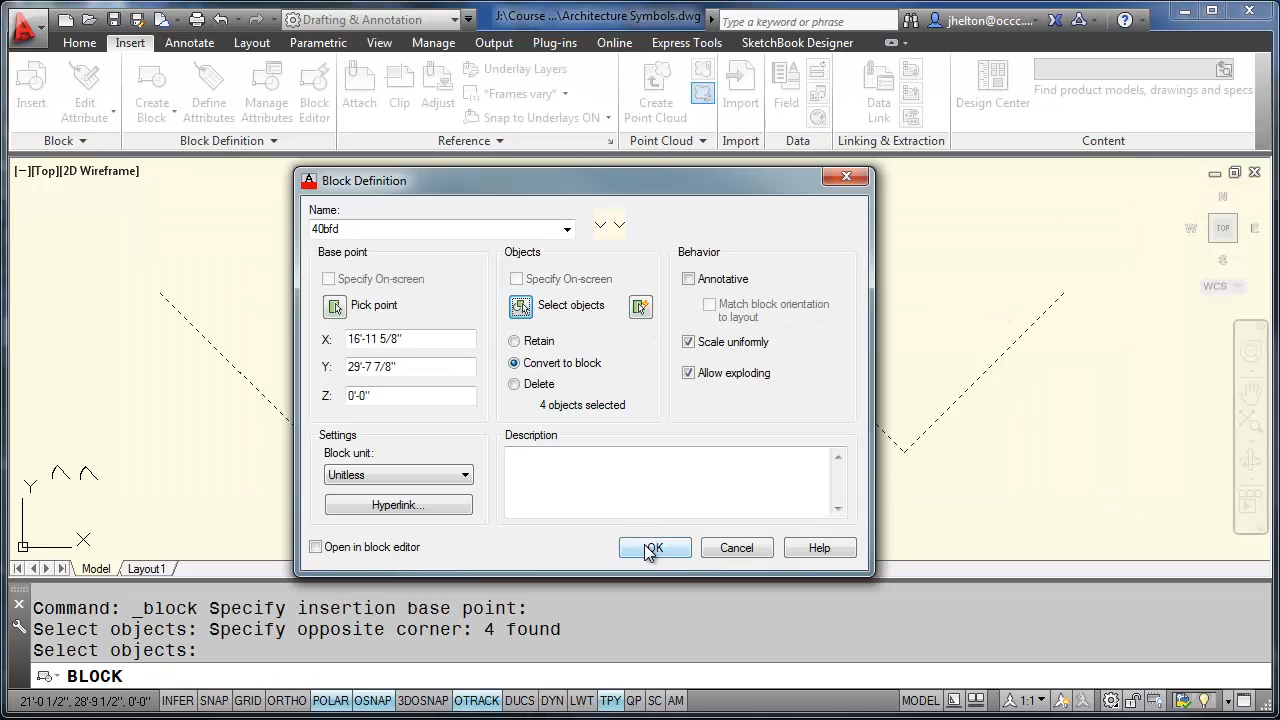 Drafting & Annotation
J:\Course ... \Architecture Symbols.dwg
Type a keyword or phrase
jhelton@occc....
Home Insert Annotate Layout Parametric View Manage Output Plug-ins Online Express Tools SketchBook Designer
Insert
Edit
Attribute
Create
Block
Define
Attributes
Manage
Attributes
Block
Editor
Attach
Clip
Adjust
Underlay Layers
*Frames vary*
Snap to Underlays ON
Create
Point Cloud
Import
Field
Data
Link
Design Center
Find product models, drawings and specs
Block Block Definition Reference Point Cloud Import Data Linking & Extraction Content
[−][Top][2D Wireframe]
N
W
TOP
E
S
WCS
Block Definition
Name:
40bfd
Base point
Specify On-screen
Pick point
X: 16'-11 5/8"
Y: 29'-7 7/8"
Z: 0'-0"
Objects
Specify On-screen
Select objects
Retain
Convert to block
Delete
4 objects selected
Behavior
Annotative
Match block orientation
to layout
Scale uniformly
Allow exploding
Settings
Block unit:
Unitless
Hyperlink...
Description
Open in block editor
OK Cancel Help
Y
X
Model Layout1
Command: _block Specify insertion base point:
Select objects: Specify opposite corner: 4 found
Select objects:
BLOCK
21'-0 1/2", 28'-9 1/2", 0'-0" INFER SNAP GRID ORTHO POLAR OSNAP 3DOSNAP OTRACK DUCS DYN LWT TPY QP SC AM MODEL 1:1